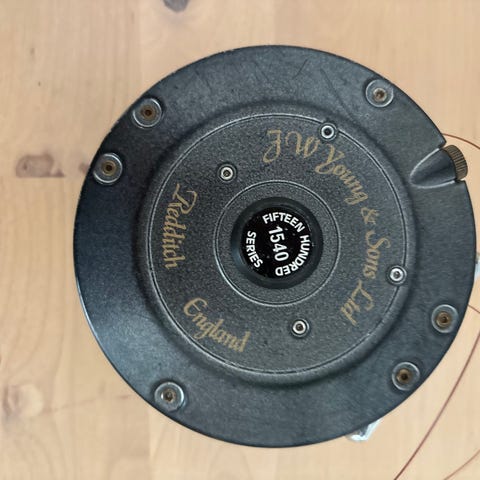 J W Young & Sons Ltd
Redditch
England
FIFTEEN HUNDRED
1540
SERIES